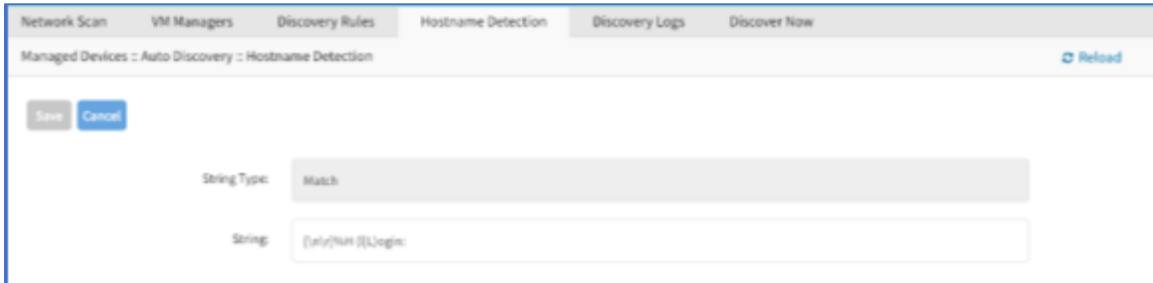 Network Scan VM Managers Discovery Rules Hostname Detection Discovery Logs Discover Now
Managed Devices :: Auto Discovery :: Hostname Detection Reload
Save Cancel
String Type: Match
String: